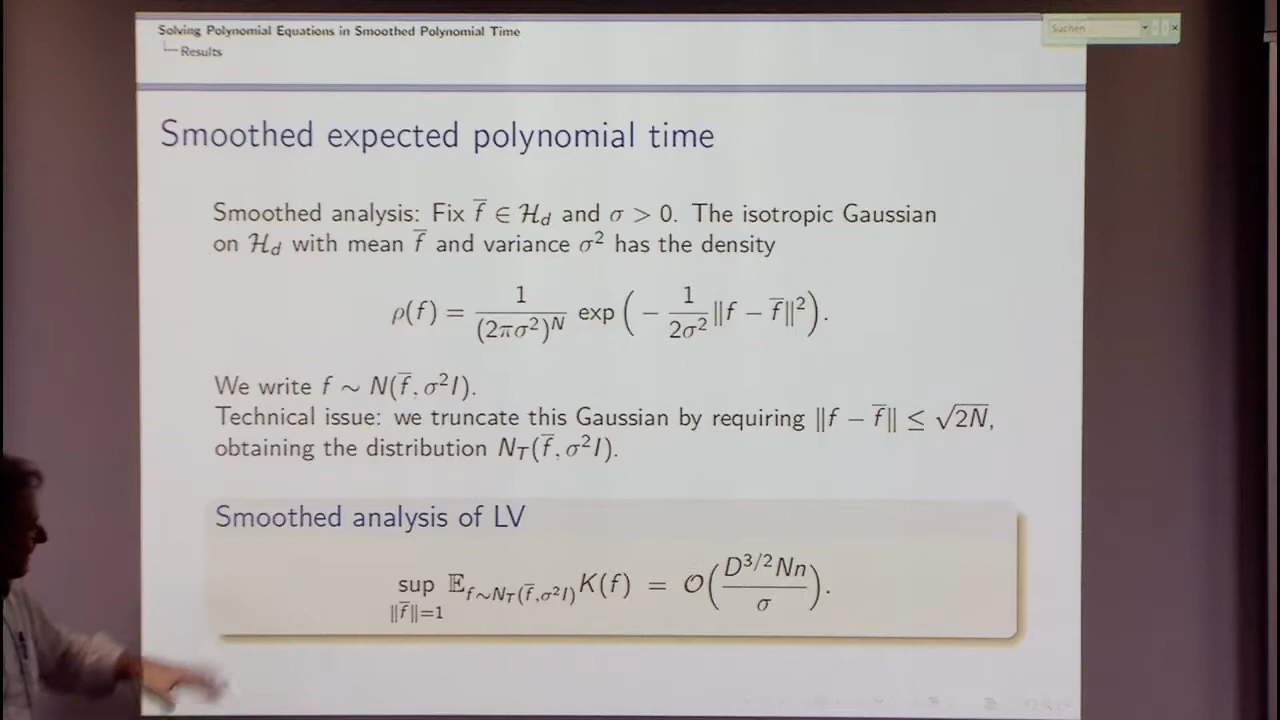 Solving Polynomial Equations in Smoothed Polynomial Time
Results
Suchen
Smoothed expected polynomial time
Smoothed analysis: Fix f̅ ∈ ℋ_d and σ > 0. The isotropic Gaussian
on ℋ_d with mean f̅ and variance σ² has the density
ρ(f) = 1/(2πσ²)^N exp ( − 1/(2σ²) ‖f − f̅‖² ).
We write f ∼ N(f̅, σ²I).
Technical issue: we truncate this Gaussian by requiring ‖f − f̅‖ ≤ √(2N),
obtaining the distribution N_T(f̅, σ²I).
Smoothed analysis of LV
sup_{‖f̅‖=1} 𝔼_{f∼N_T(f̅,σ²I)} K(f) = 𝒪( D^{3/2}Nn / σ ).